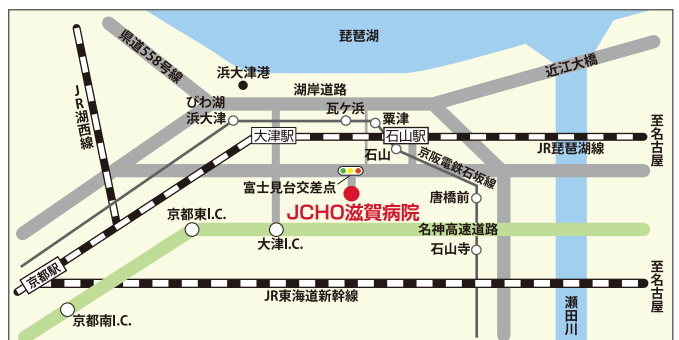 琵琶湖
県道558号線
近江大橋
浜大津港
湖岸道路
びわ湖
浜大津
瓦ケ浜
粟津
JR湖西線
大津駅
石山駅
至名古屋
JR琵琶湖線
石山
京阪電鉄石坂線
富士見台交差点
唐橋前
JCHO滋賀病院
京都東I.C.
大津I.C.
名神高速道路
石山寺
京都駅
至名古屋
JR東海道新幹線
瀬田川
京都南I.C.